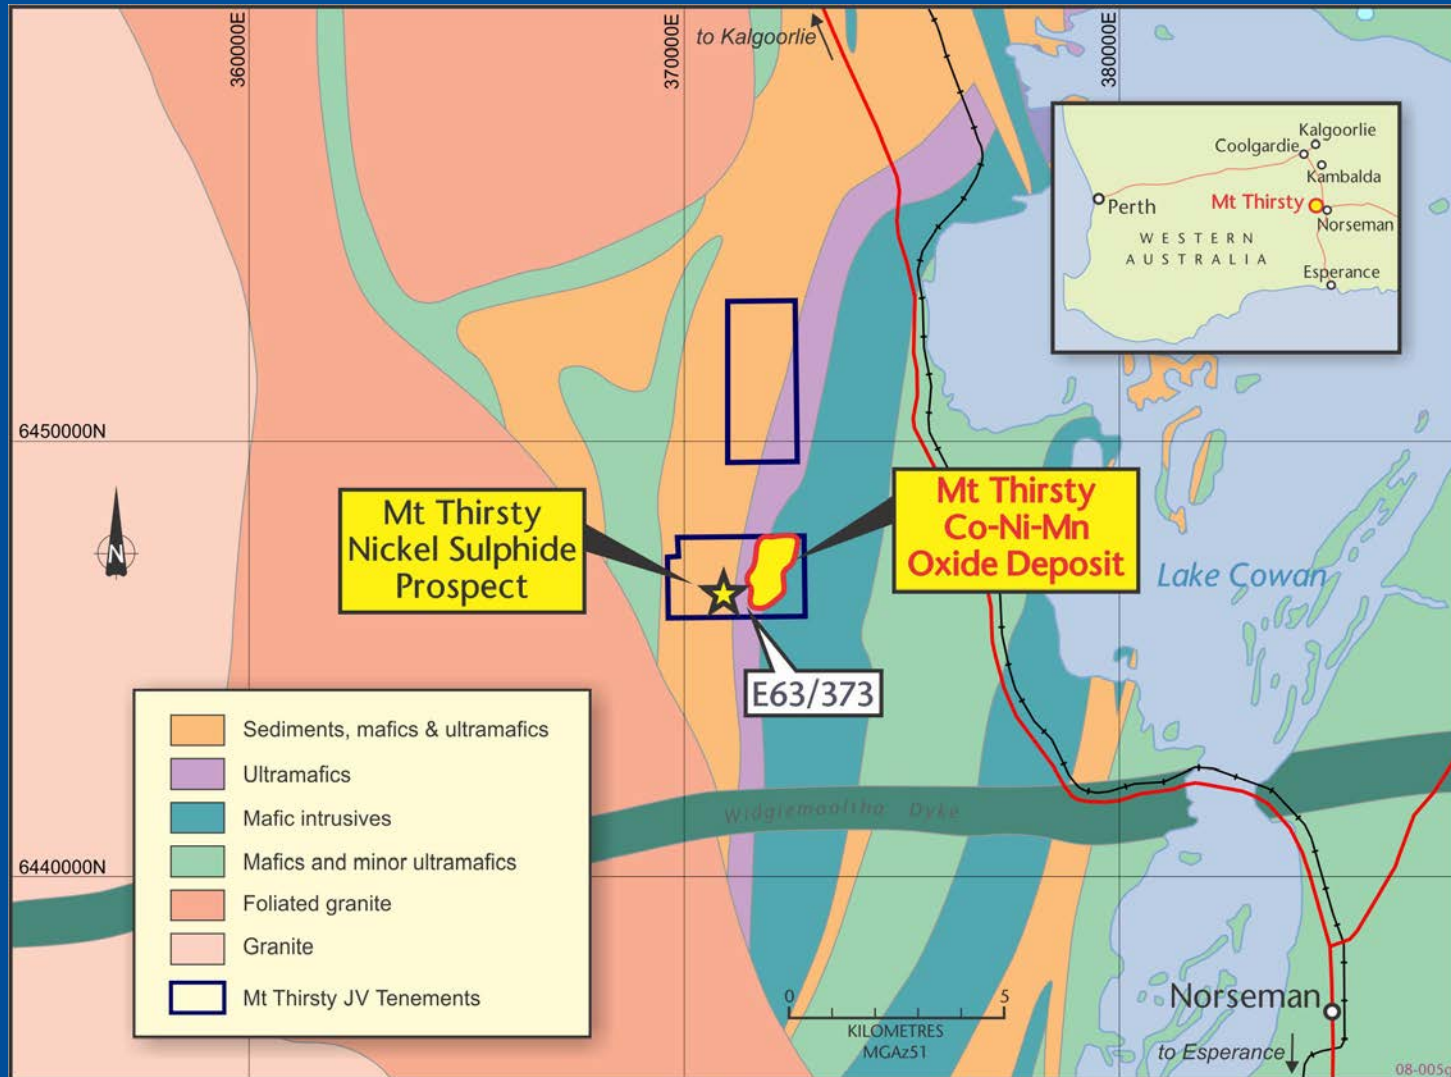 360000E
370000E
380000E
to Kalgoorlie
Kalgoorlie
Coolgardie
Kambalda
Mt Thirsty
Perth
Norseman
WESTERN
AUSTRALIA
Esperance
6450000N
Mt Thirsty
Nickel Sulphide
Prospect
Mt Thirsty
Co-Ni-Mn
Oxide Deposit
N
Lake Cowan
E63/373
Sediments, mafics & ultramafics
Ultramafics
Mafic intrusives
Mafics and minor ultramafics
Foliated granite
Granite
Mt Thirsty JV Tenements
Widgiemooltha Dyke
6440000N
0 5
KILOMETRES
MGAz51
Norseman
to Esperance